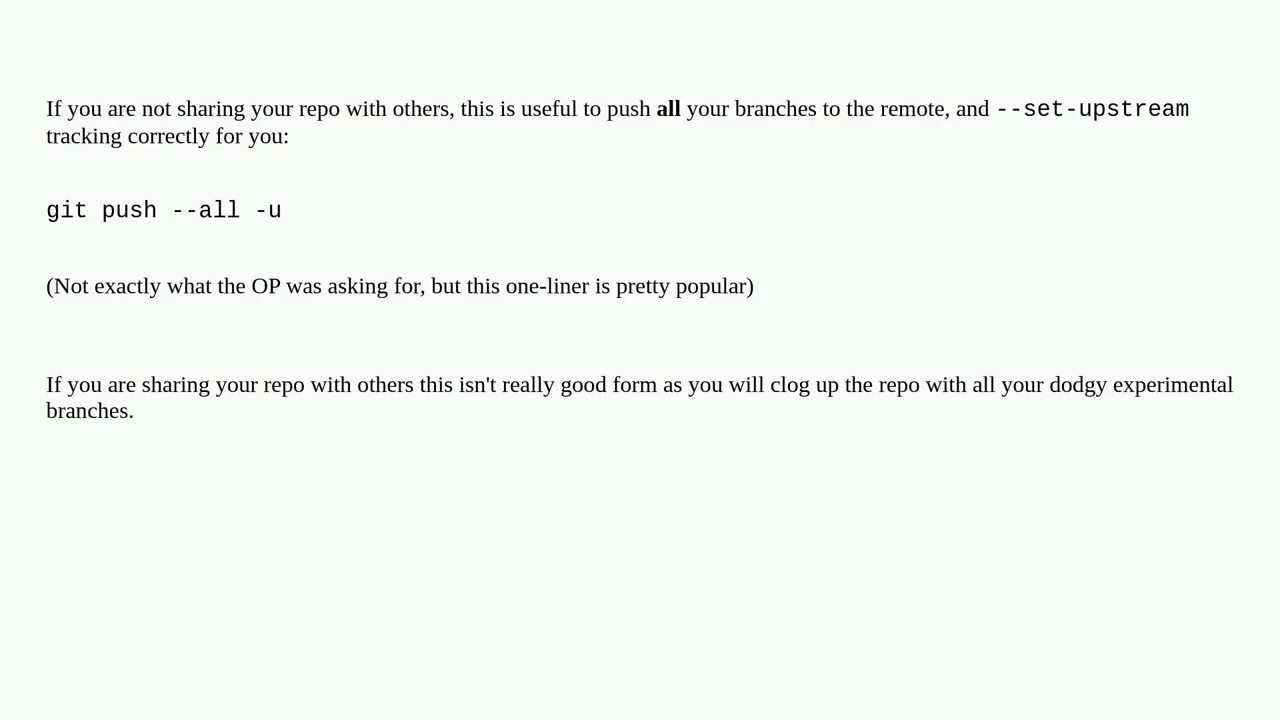 If you are not sharing your repo with others, this is useful to push all your branches to the remote, and --set-upstream
tracking correctly for you:
git push --all -u
(Not exactly what the OP was asking for, but this one-liner is pretty popular)
If you are sharing your repo with others this isn't really good form as you will clog up the repo with all your dodgy experimental
branches.